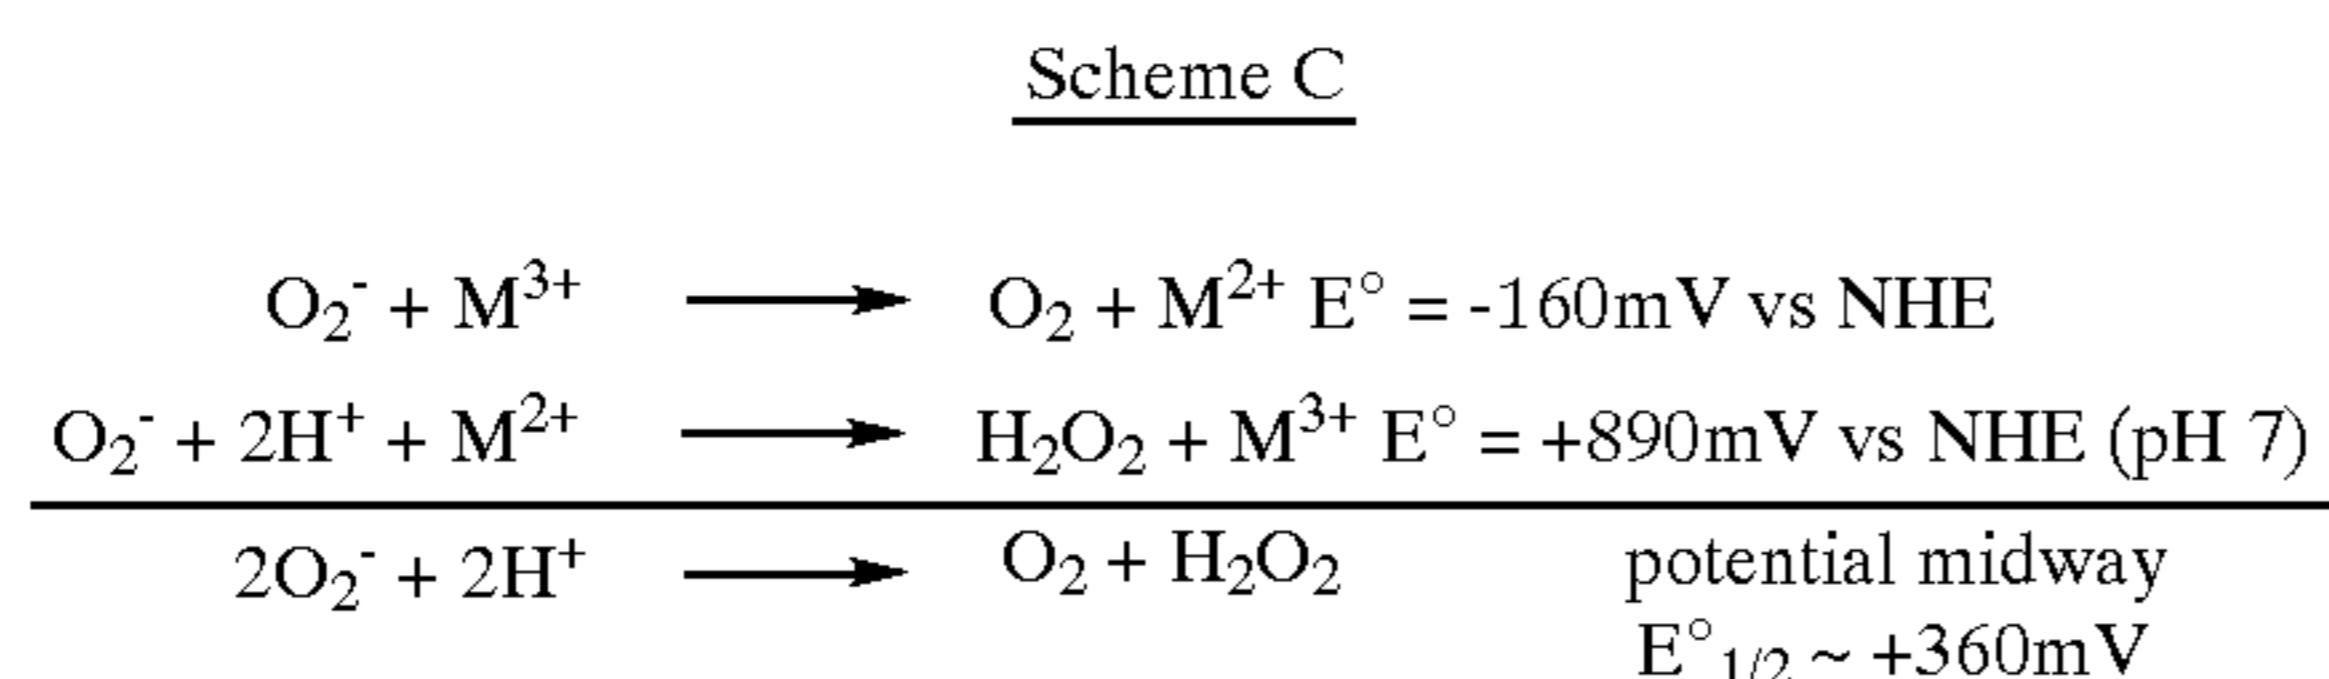 Scheme C
O₂⁻ + M³⁺ ⟶ O₂ + M²⁺ E° = -160mV vs NHE
O₂⁻ + 2H⁺ + M²⁺ ⟶ H₂O₂ + M³⁺ E° = +890mV vs NHE (pH 7)
2O₂⁻ + 2H⁺ ⟶ O₂ + H₂O₂ potential midway
E°₁/₂ ~ +360mV